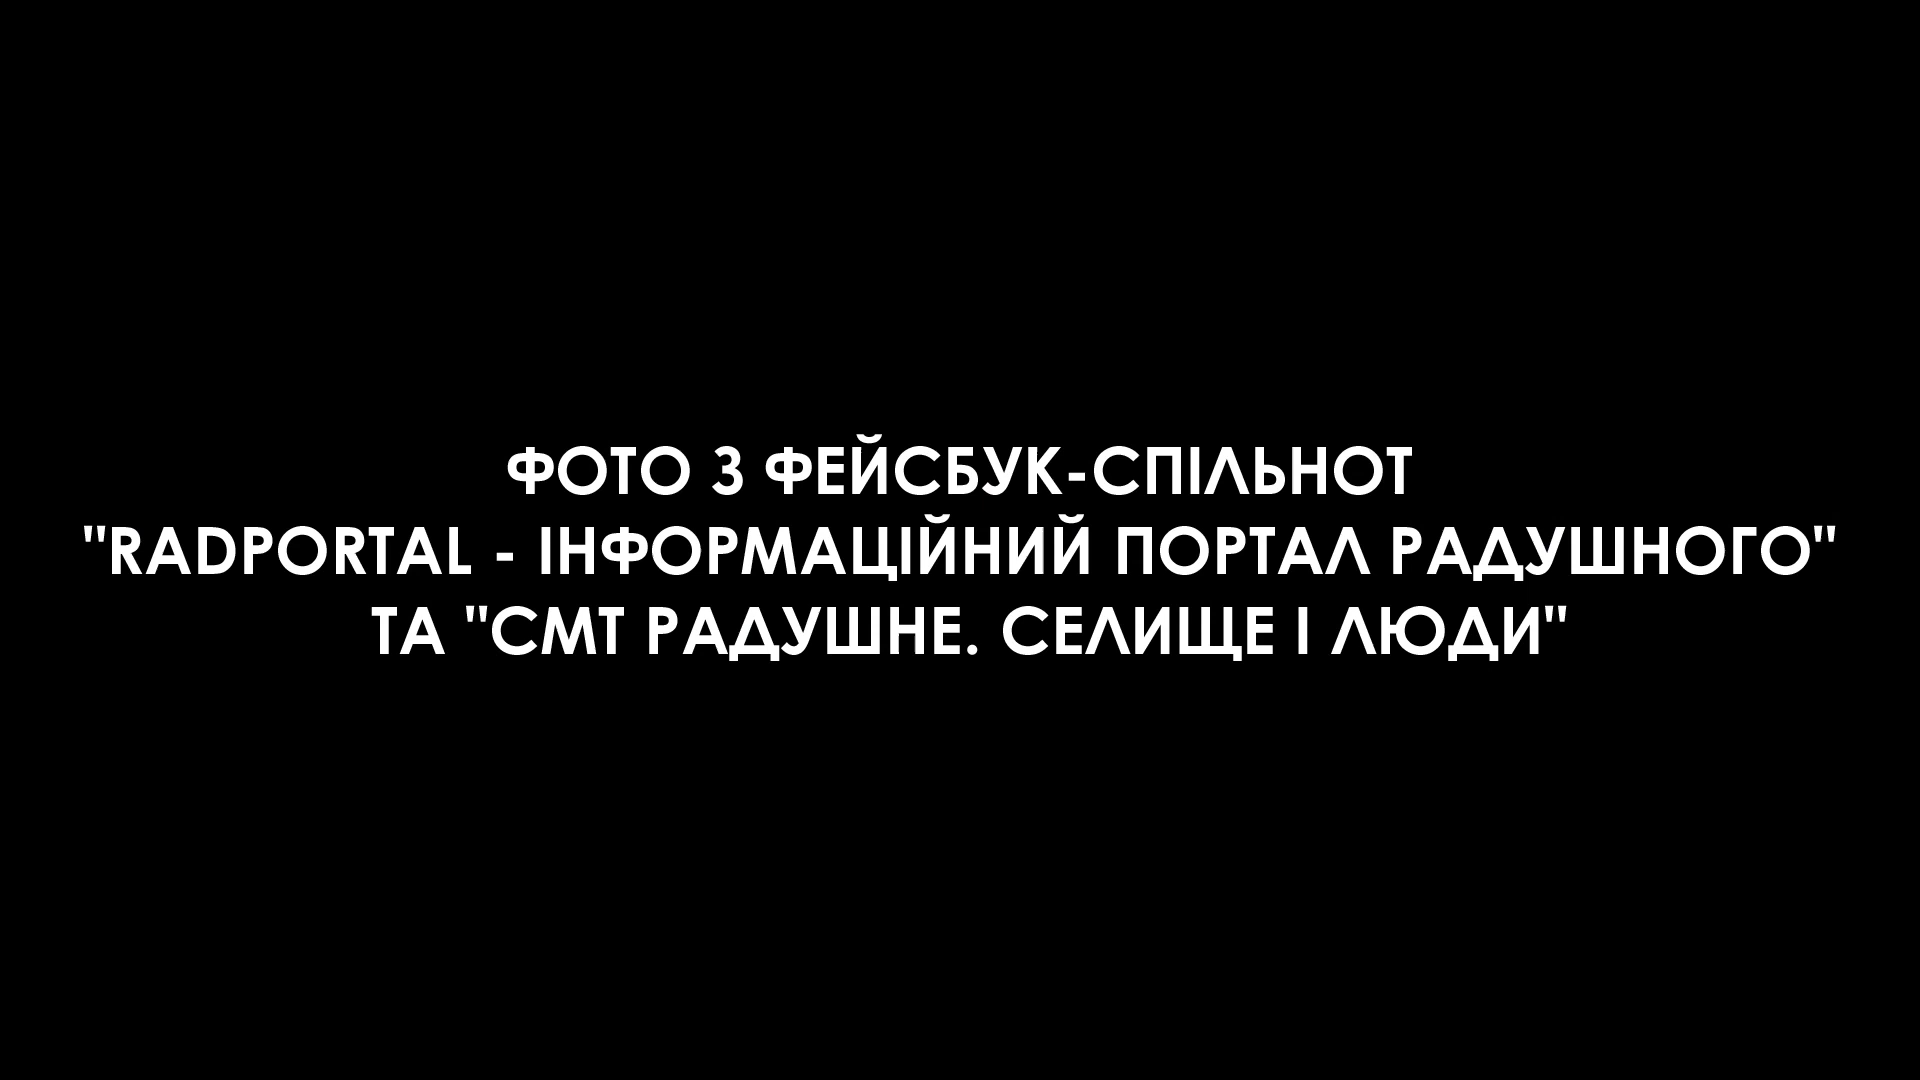 ФОТО З ФЕЙСБУК-СПІЛЬНОТ
"RADPORTAL - ІНФОРМАЦІЙНИЙ ПОРТАЛ РАДУШНОГО"
ТА "СМТ РАДУШНЕ. СЕЛИЩЕ І ЛЮДИ"